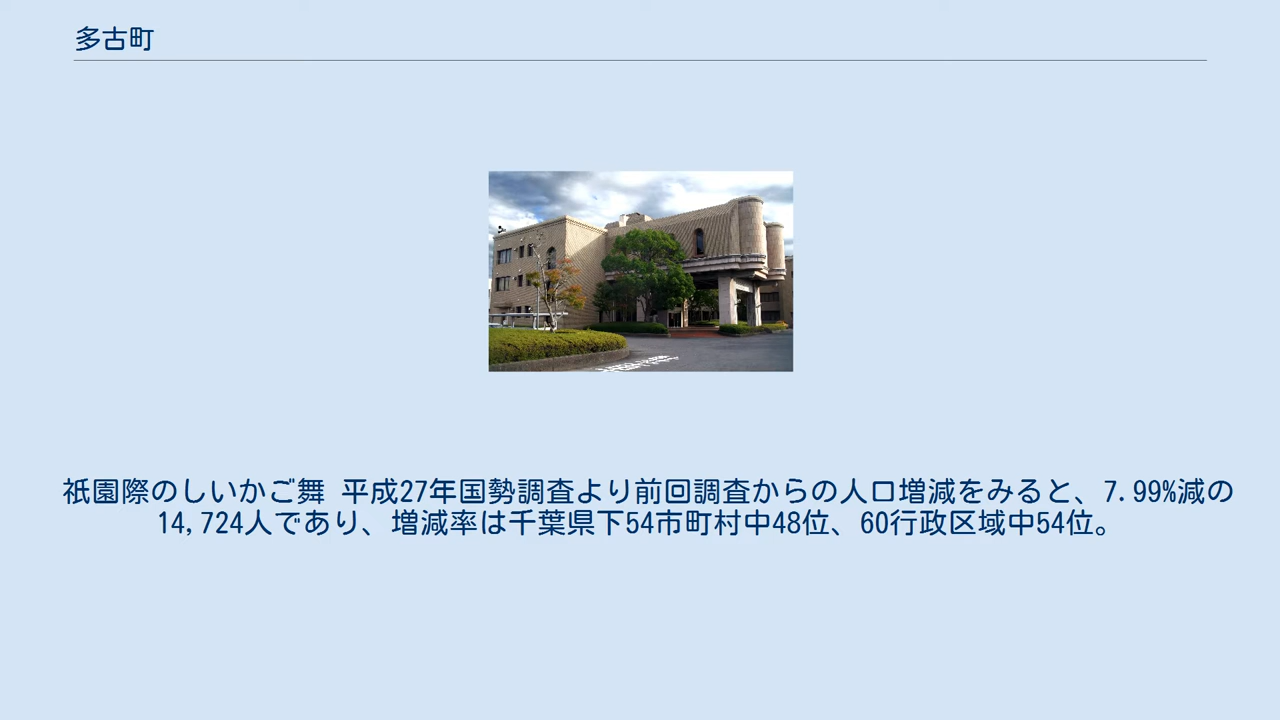 多古町
祇園際のしいかご舞 平成27年国勢調査より前回調査からの人口増減をみると、7.99%減の
14,724人であり、増減率は千葉県下54市町村中48位、60行政区域中54位。